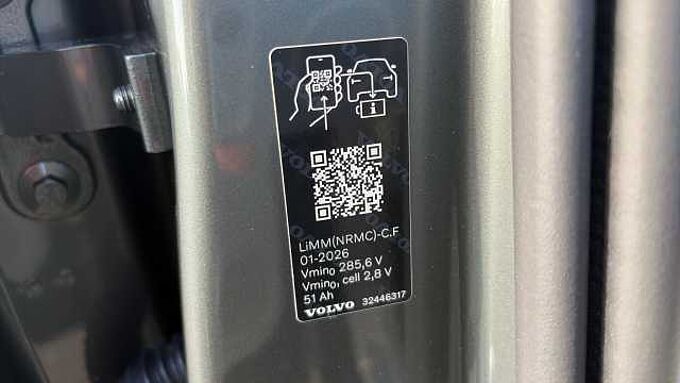 LiMM(NRMC)-C.F
01-2026
Vmin₀ 285,6 V
Vmin₀, cell 2,8 V
51 Ah
VOLVO 32446317